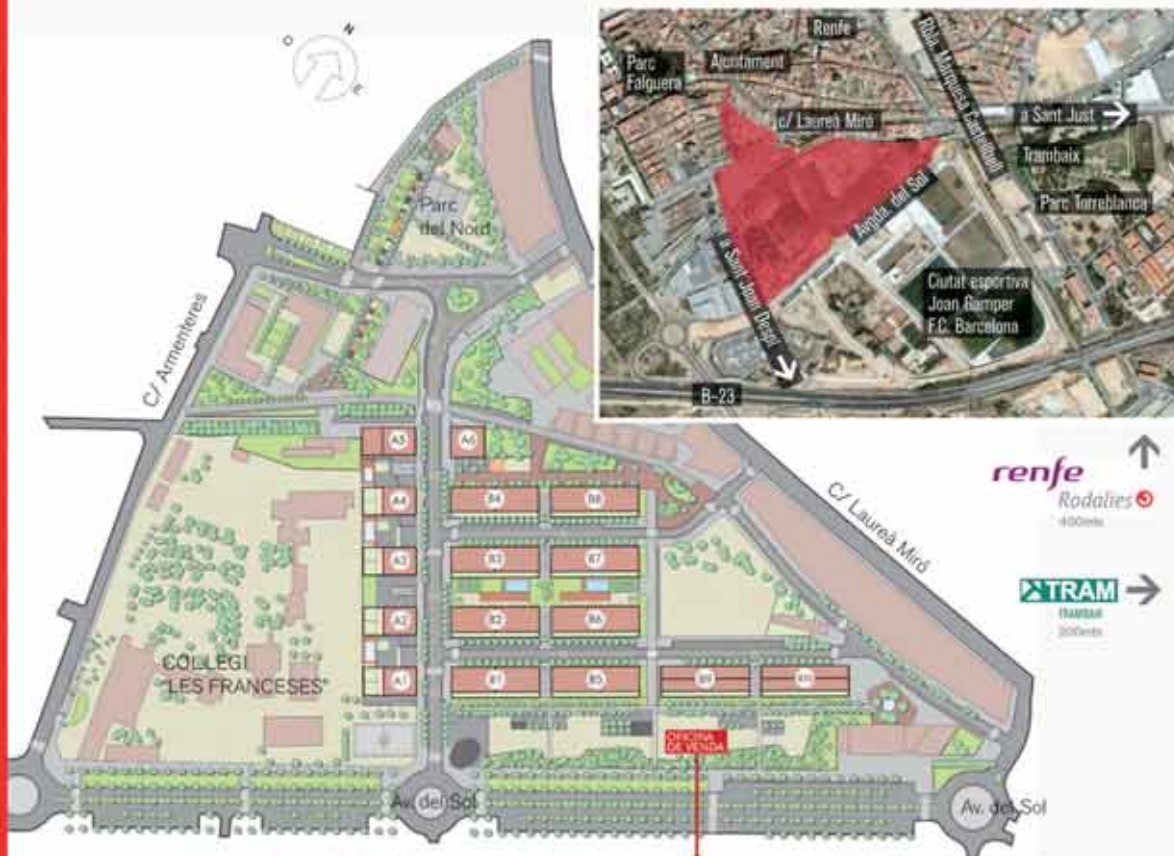 N
O
E
Parc
del Nord
C/ Armenteres
A5
A6
A4
B4
B8
A3
B3
B7
A2
B2
B6
A1
B1
B5
B9
COL.LEGI
"LES FRANCESES"
C/ Laureà Miró
OFICINA
DE VENDA
Av. del Sol
Av. del Sol
Renfe
Rbla. Marquesa Castellbell
Parc
Falguera
Ajuntament
c/ Laureà Miró
a Sant Just
Trambaix
Parc Torreblanca
Avgda. del Sol
a Sant Joan Despí
Ciutat esportiva
Joan Gamper
F.C. Barcelona
B-23
renfe
Rodalies
400mts
TRAM
TRAMBAIX
200mts